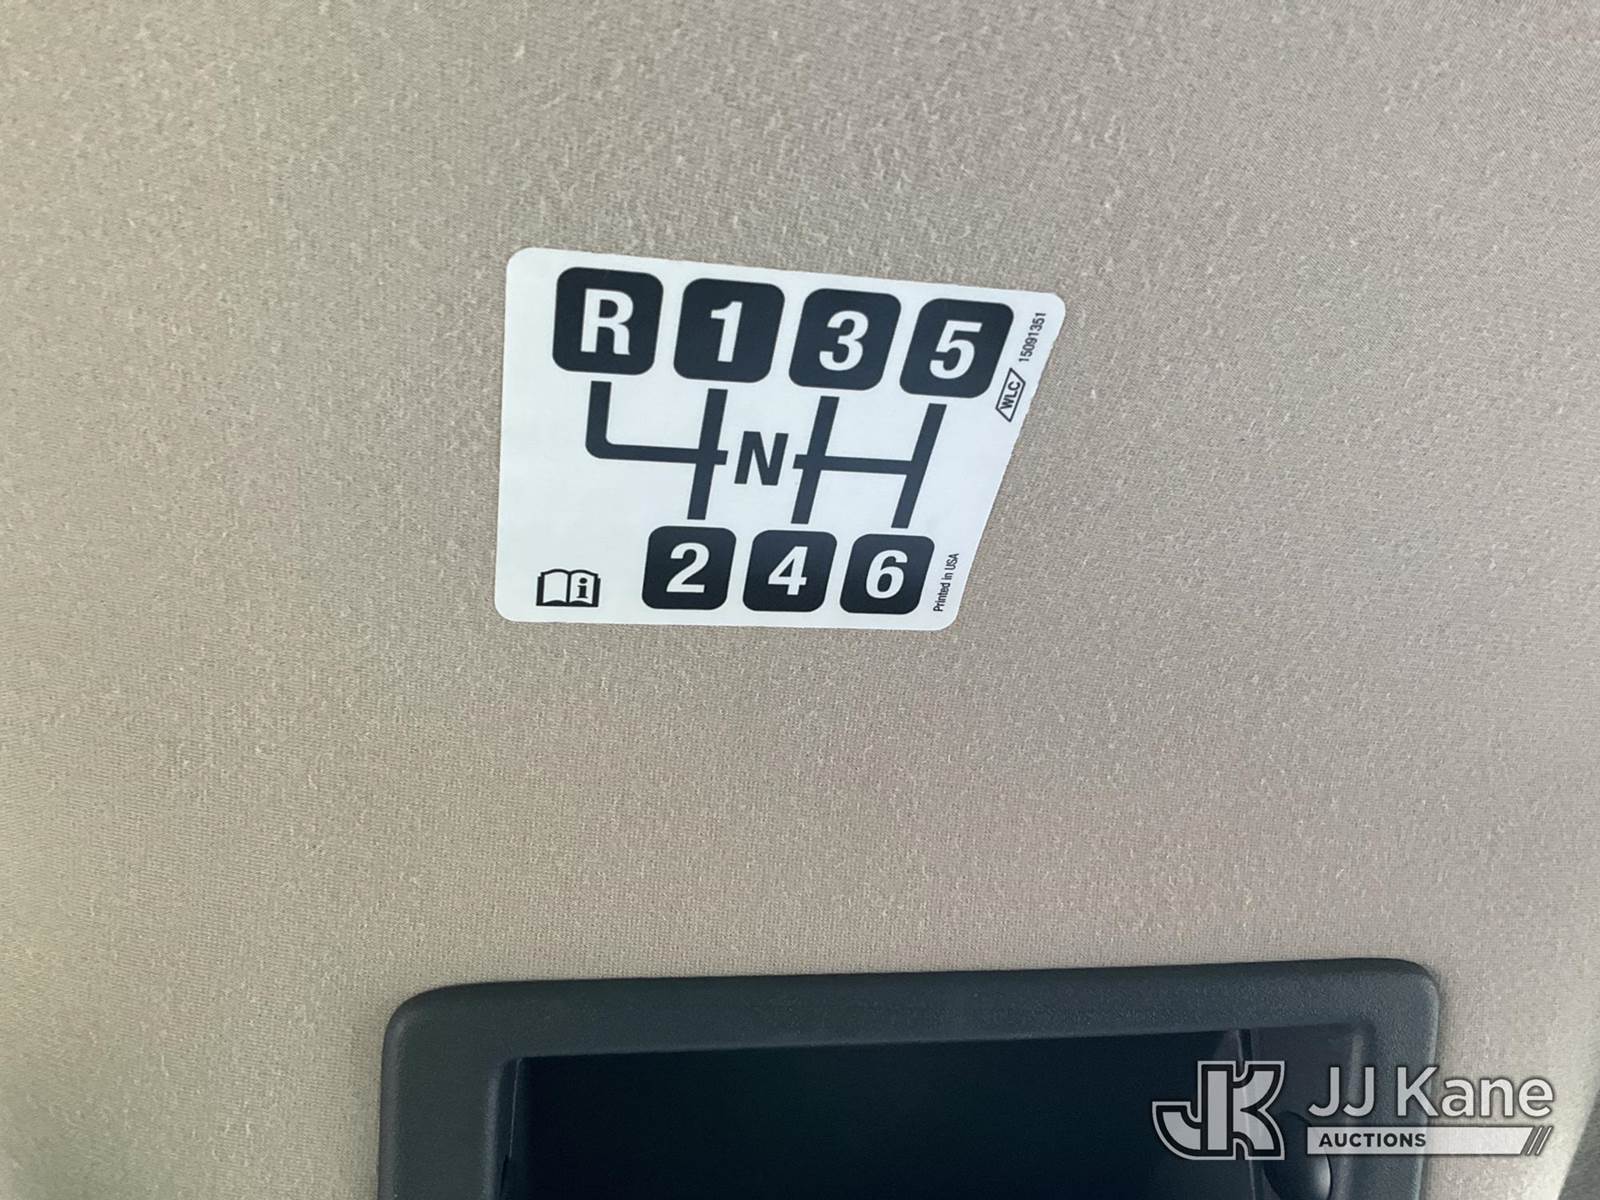 R 1 3 5
15091351
WLC
N
2 4 6
i
Printed in USA
JK JJ Kane
AUCTIONS